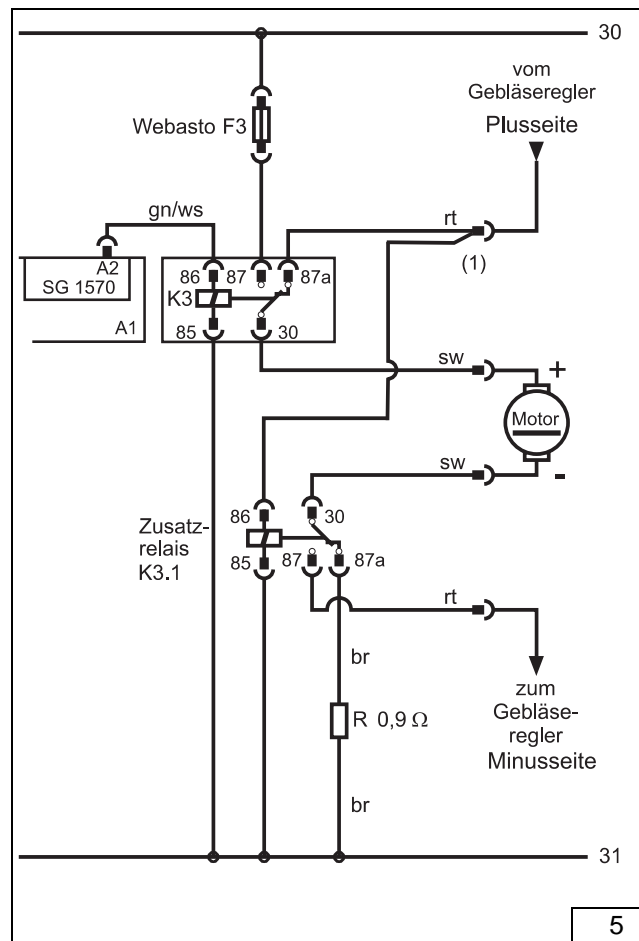 30
vom
Gebläseregler
Plusseite
Webasto F3
gn/ws
rt
(1)
A2
SG 1570
A1
86
87
87a
K3
85
30
sw
+
Motor
sw
-
86
30
Zusatz-
relais
K3.1
85
87
87a
rt
br
zum
Gebläse-
regler
Minusseite
R 0,9 Ω
br
31
5